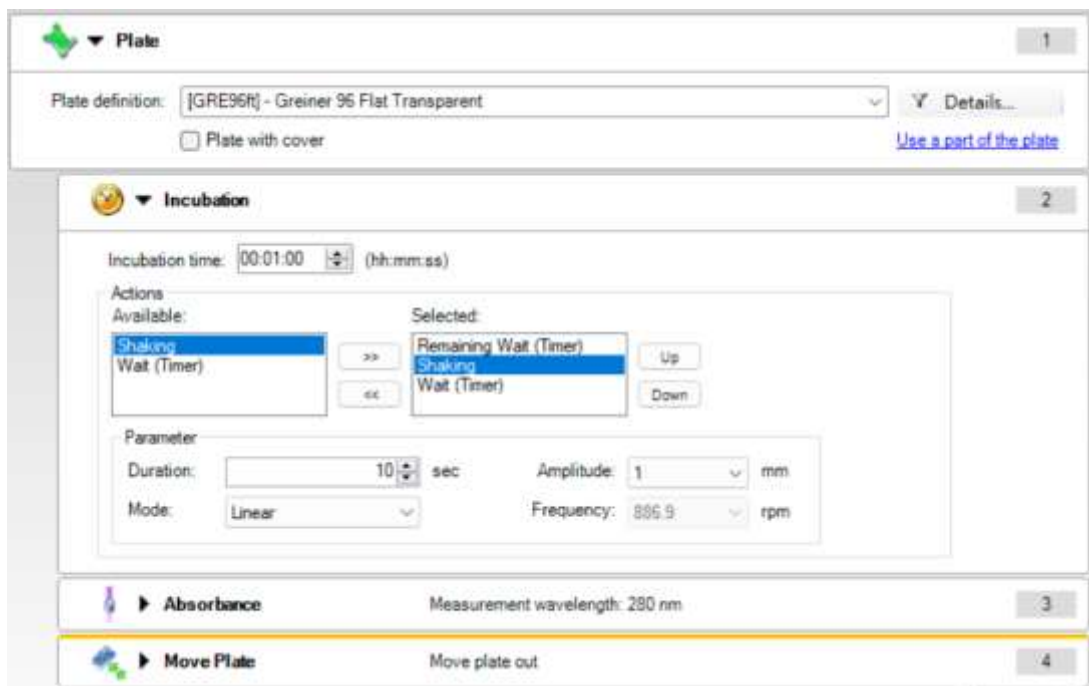 Plate 1
Plate definition: [GRE96ft] - Greiner 96 Flat Transparent Details...
Plate with cover Use a part of the plate
Incubation 2
Incubation time: 00:01:00 (hh:mm:ss)
Actions
Available: Selected:
Shaking >> Remaining Wait (Timer) Up
Wait (Timer) Shaking
<< Wait (Timer) Down
Parameter
Duration: 10 sec Amplitude: 1 mm
Mode: Linear Frequency: 886.9 rpm
Absorbance Measurement wavelength: 280 nm 3
Move Plate Move plate out 4